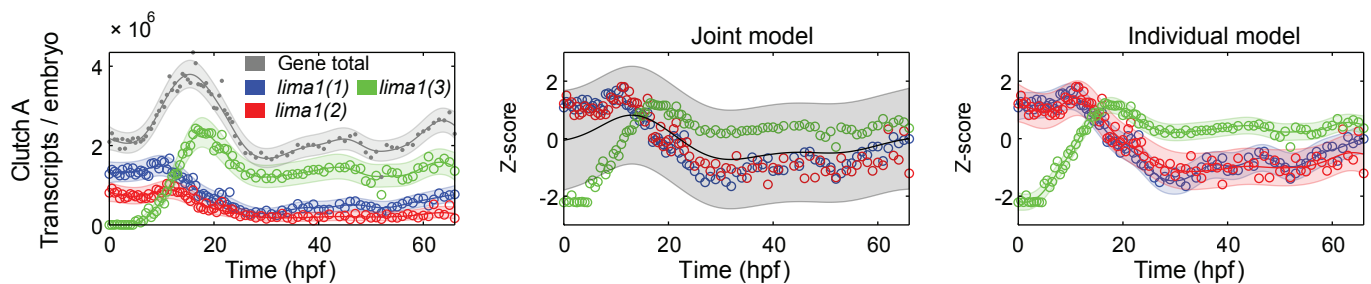 × 10⁶
Clutch A
Transcripts / embryo
4
2
0
Gene total
lima1(1)
lima1(3)
lima1(2)
0
20
40
60
Time (hpf)
Joint model
Z-score
2
0
-2
0
20
40
60
Time (hpf)
Individual model
Z-score
2
0
-2
0
20
40
60
Time (hpf)